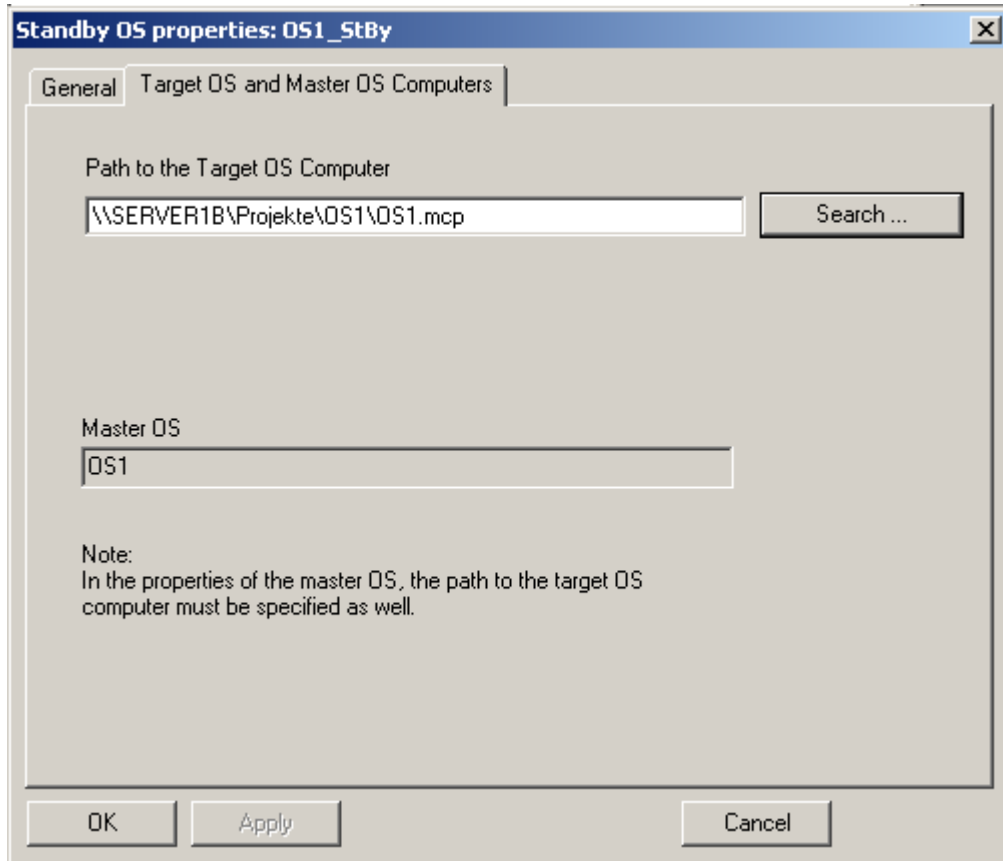 Standby OS properties: OS1_StBy
General
Target OS and Master OS Computers
Path to the Target OS Computer
\\SERVER1B\Projekte\OS1\OS1.mcp
Search ...
Master OS
OS1
Note:
In the properties of the master OS, the path to the target OS
computer must be specified as well.
OK
Apply
Cancel